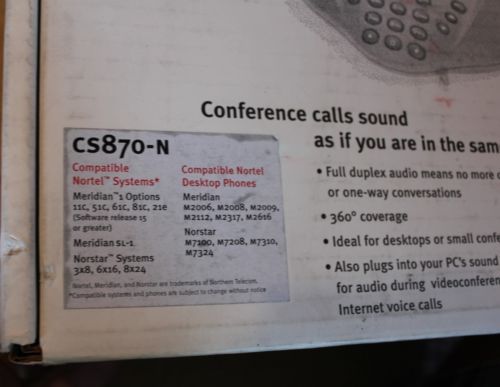 Conference calls sound
as if you are in the sam
CS870-N
Compatible
Nortel™ Systems*
Meridian™1 Options
11C, 51C, 61C, 81C, 21e
(Software release 15
or greater)
Meridian SL-1
Norstar™ Systems
3x8, 6x16, 8x24
Compatible Nortel
Desktop Phones
Meridian
M2006, M2008, M2009,
M2112, M2317, M2616
Norstar
M7100, M7208, M7310,
M7324
Nortel, Meridian, and Norstar are trademarks of Northern Telecom.
*Compatible systems and phones are subject to change without notice
• Full duplex audio means no more
or one-way conversations
• 360° coverage
• Ideal for desktops or small confe
• Also plugs into your PC's sound
for audio during videoconferen
Internet voice calls